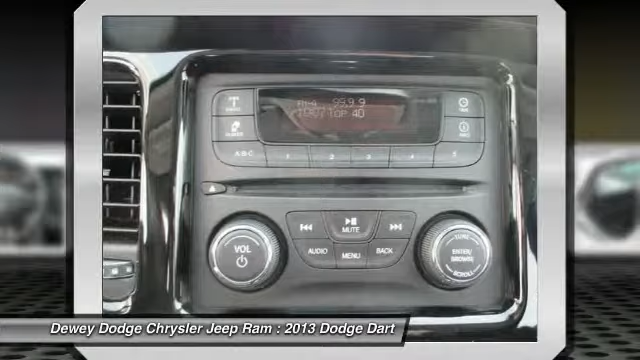 99.9
TOP 40
A-B-C 1 2 3 4 5
VOL
MUTE
AUDIO MENU BACK
TUNE
ENTER/
BROWSE
SCROLL
Dewey Dodge Chrysler Jeep Ram : 2013 Dodge Dart